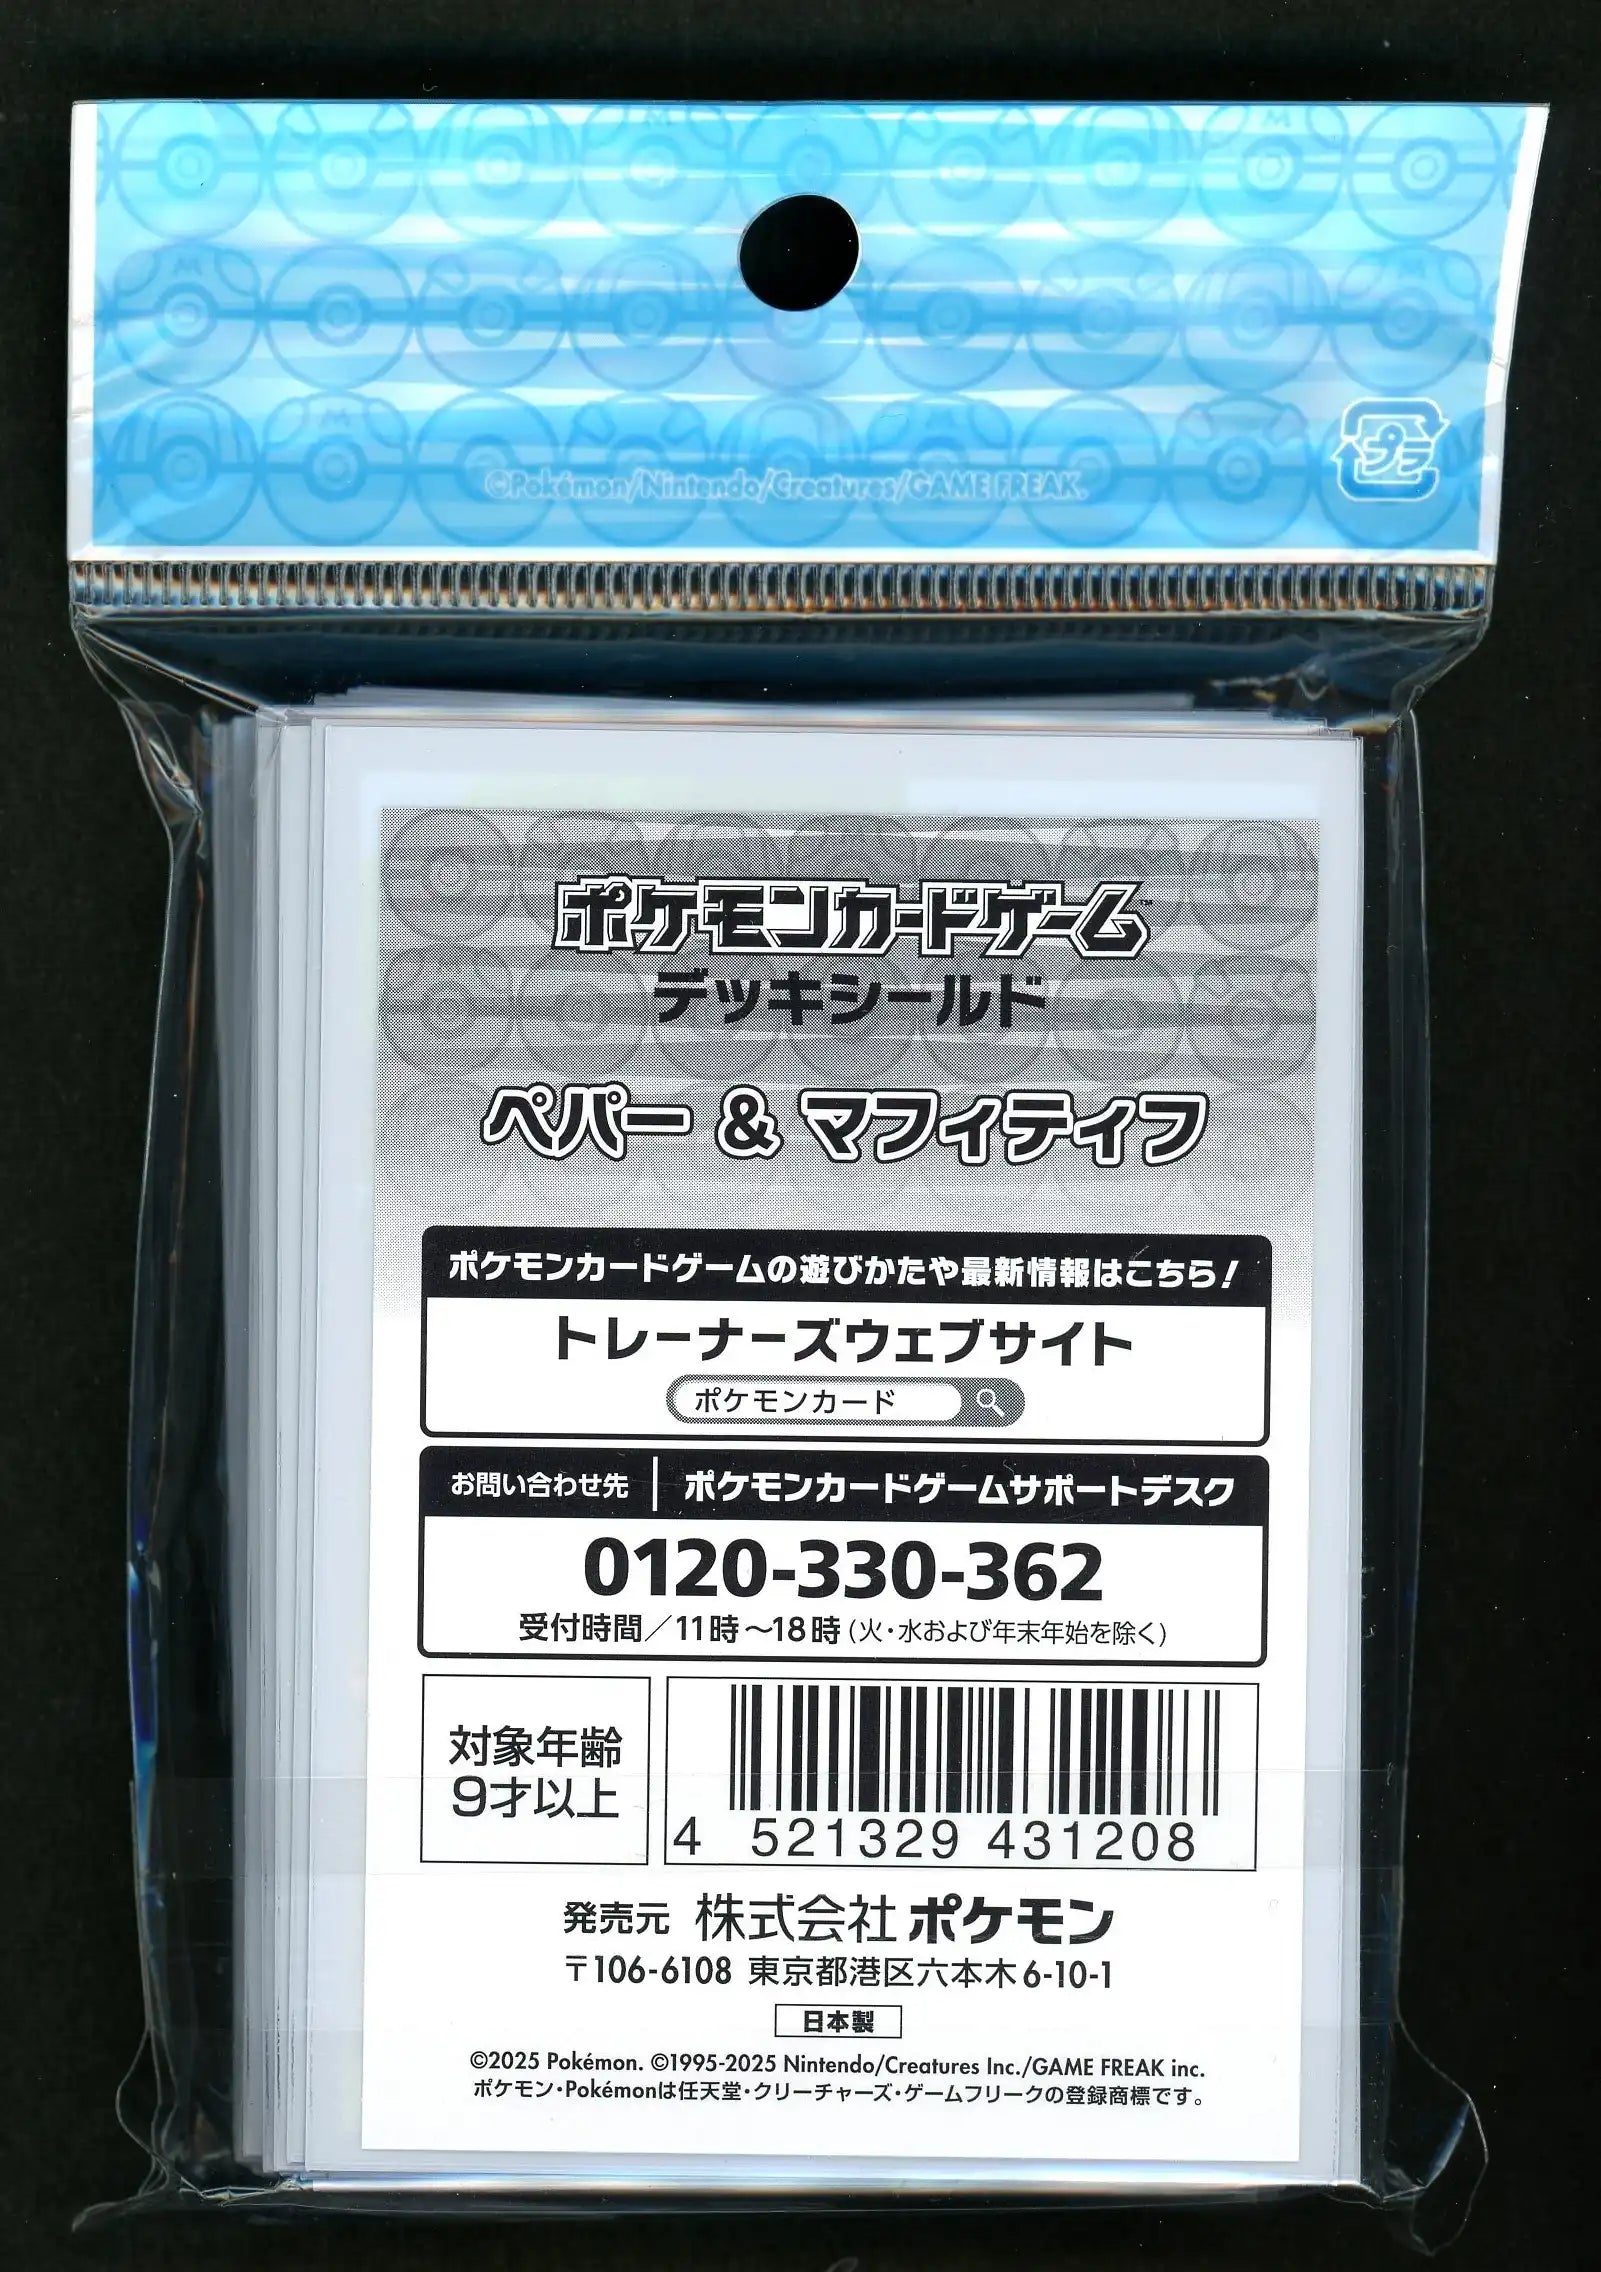 ©Pokémon/Nintendo/Creatures/GAME FREAK.
プラ
ポケモンカードゲーム™
デッキシールド
ペパー & マフィティフ
ポケモンカードゲームの遊びかたや最新情報はこちら!
トレーナーズウェブサイト
ポケモンカード
お問い合わせ先 | ポケモンカードゲームサポートデスク
0120-330-362
受付時間/11時~18時(火・水および年末年始を除く)
対象年齢
9才以上
4 521329 431208
発売元 株式会社ポケモン
〒106-6108 東京都港区六本木6-10-1
日本製
©2025 Pokémon. ©1995-2025 Nintendo/Creatures Inc./GAME FREAK inc.
ポケモン・Pokémonは任天堂・クリーチャーズ・ゲームフリークの登録商標です。